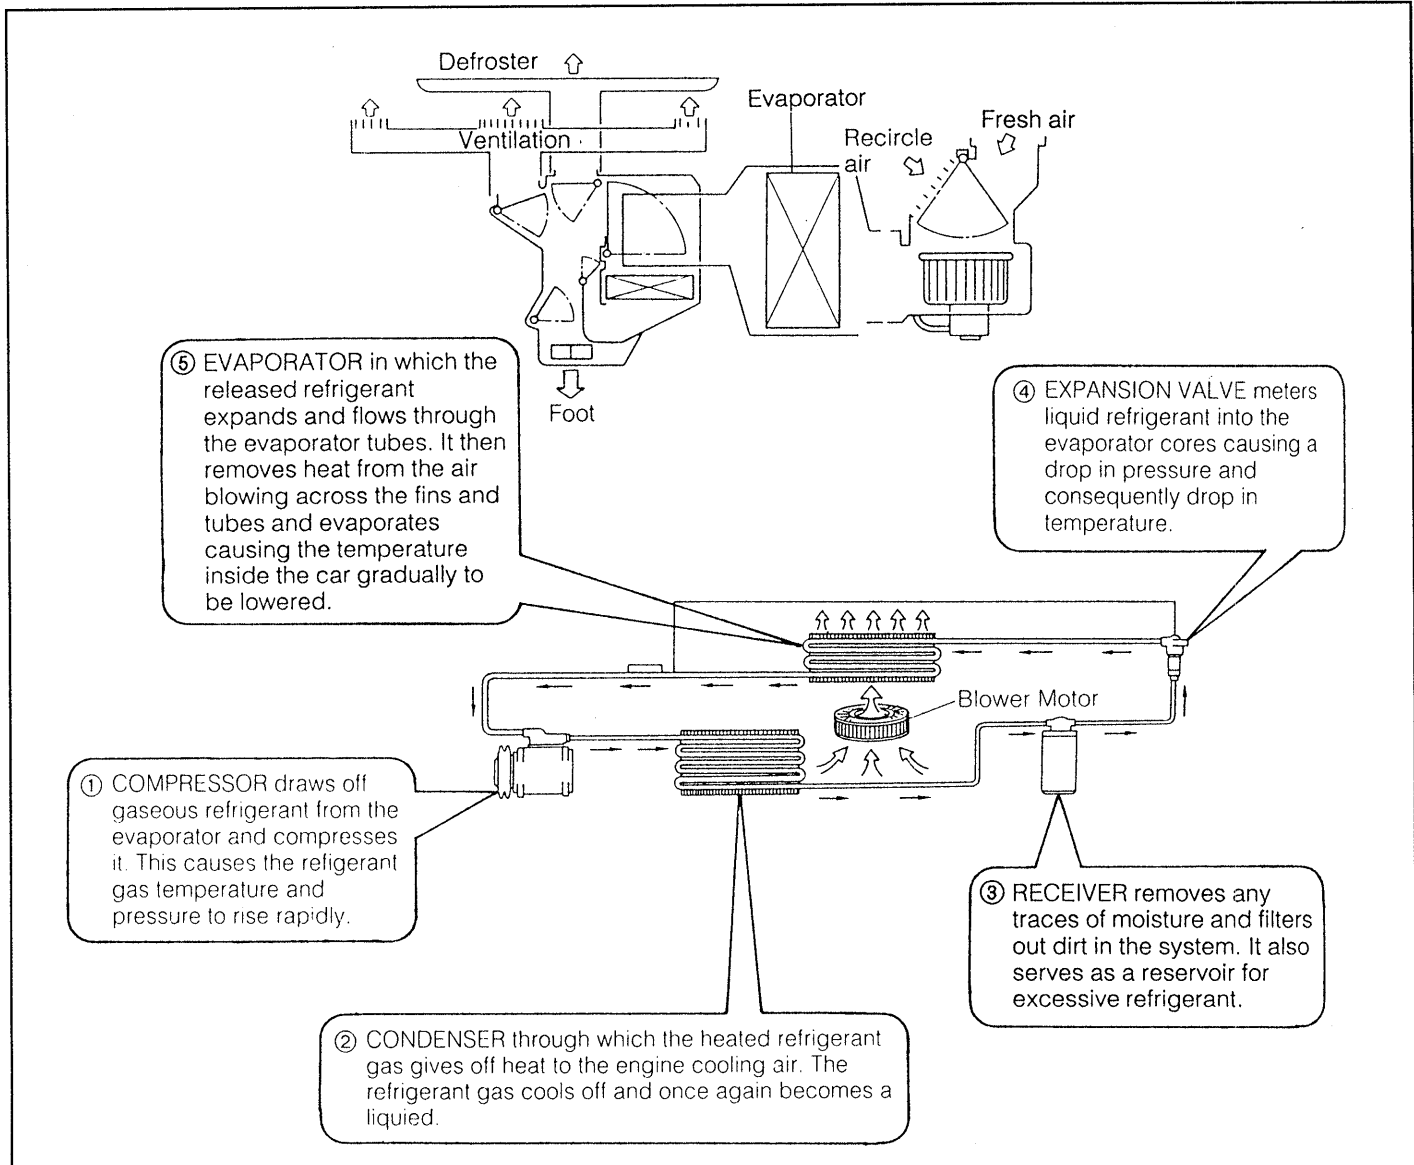 Defroster
Evaporator
Fresh air
Recircle
air
Ventilation
Foot
⑤ EVAPORATOR in which the
released refrigerant
expands and flows through
the evaporator tubes. It then
removes heat from the air
blowing across the fins and
tubes and evaporates
causing the temperature
inside the car gradually to
be lowered.
④ EXPANSION VALVE meters
liquid refrigerant into the
evaporator cores causing a
drop in pressure and
consequently drop in
temperature.
Blower Motor
① COMPRESSOR draws off
gaseous refrigerant from the
evaporator and compresses
it. This causes the refigerant
gas temperature and
pressure to rise rapidly.
③ RECEIVER removes any
traces of moisture and filters
out dirt in the system. It also
serves as a reservoir for
excessive refrigerant.
② CONDENSER through which the heated refrigerant
gas gives off heat to the engine cooling air. The
refrigerant gas cools off and once again becomes a
liquied.